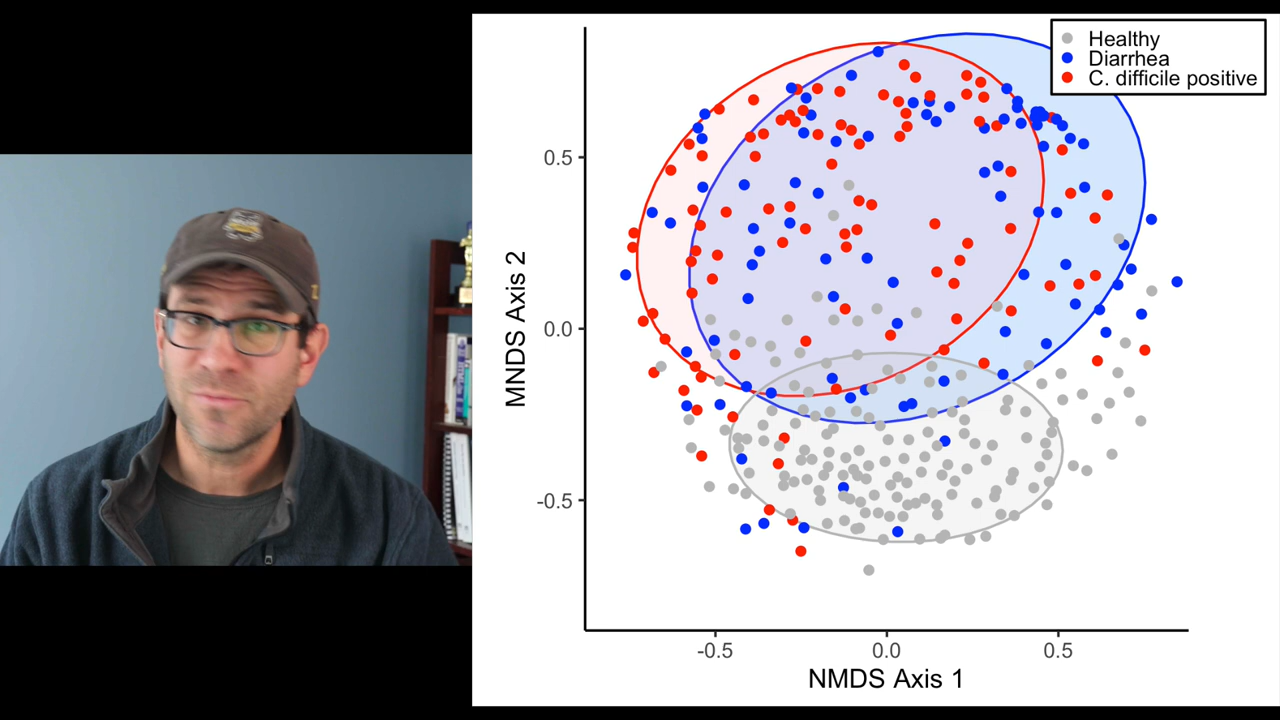 Healthy
Diarrhea
C. difficile positive
0.5
0.0
-0.5
MNDS Axis 2
-0.5
0.0
0.5
NMDS Axis 1